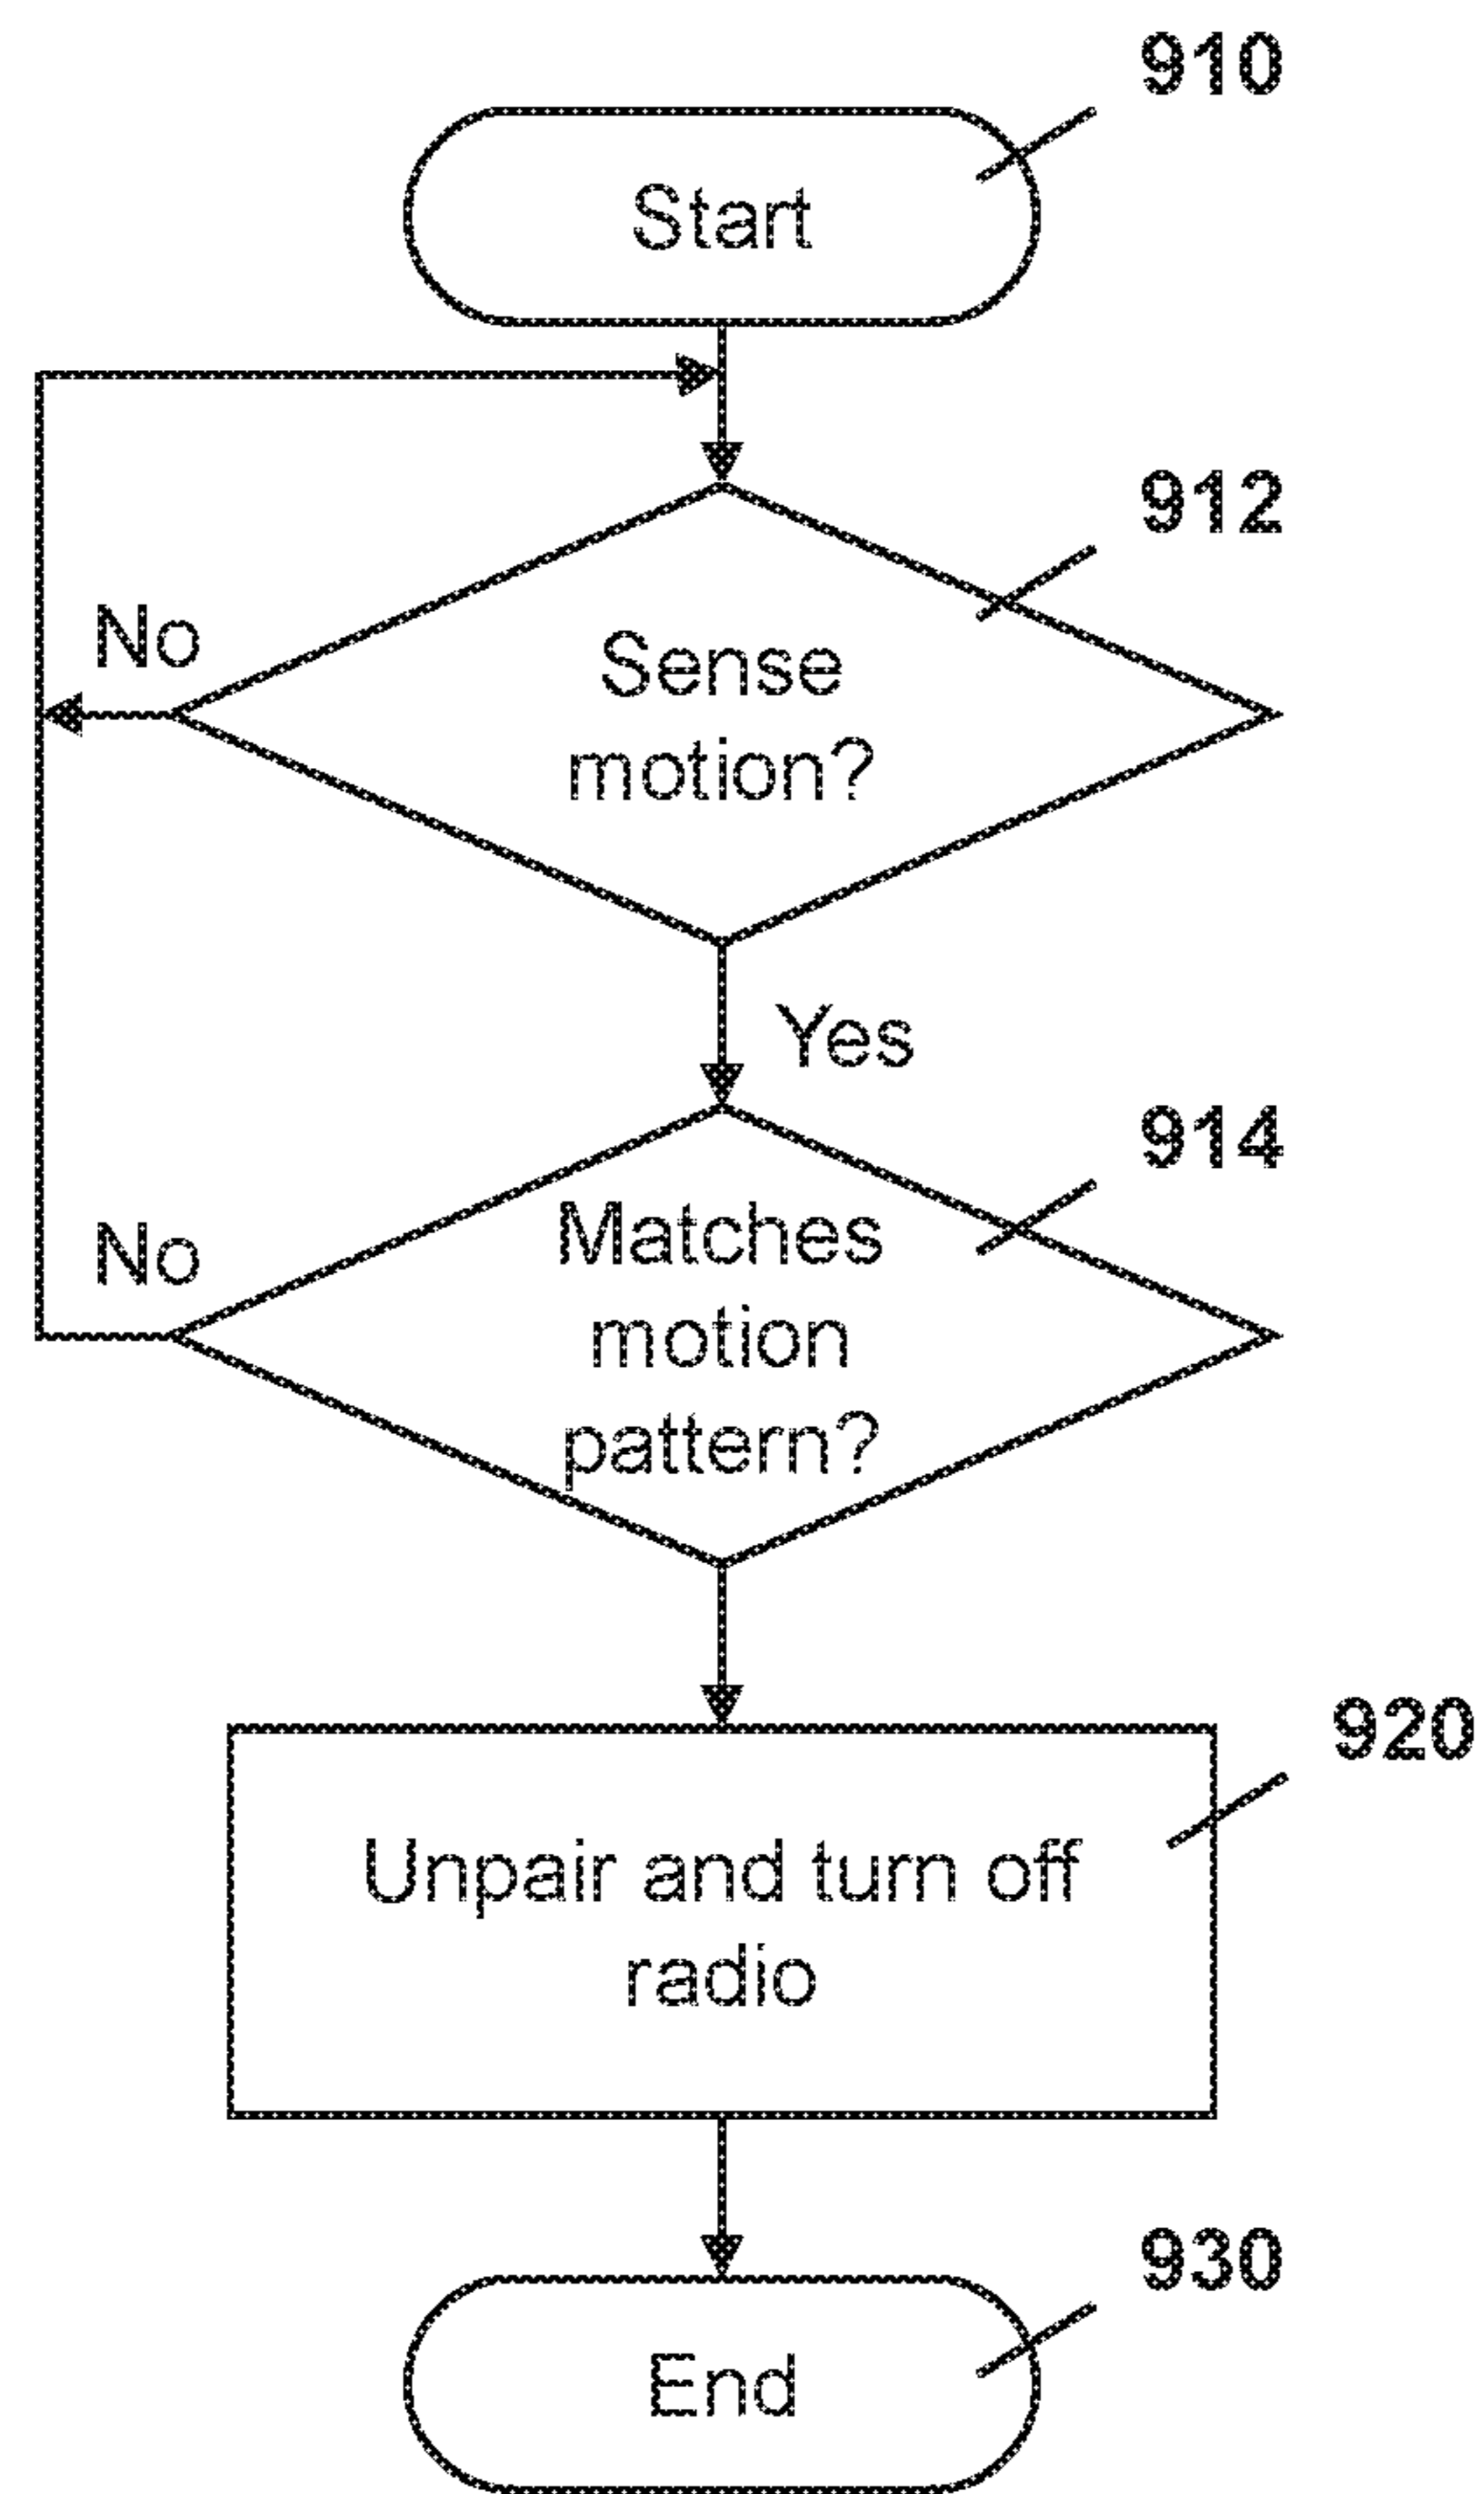 910
Start
912
No
Sense
motion?
Yes
914
No
Matches
motion
pattern?
920
Unpair and turn off
radio
930
End